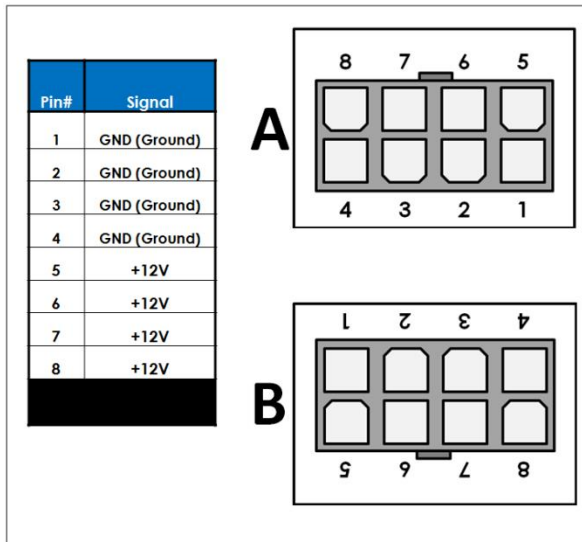 Pin# Signal
1 GND (Ground)
2 GND (Ground)
3 GND (Ground)
4 GND (Ground)
5 +12V
6 +12V
7 +12V
8 +12V
A
8 7 6 5
4 3 2 1
B
1 2 3 4
5 6 7 8